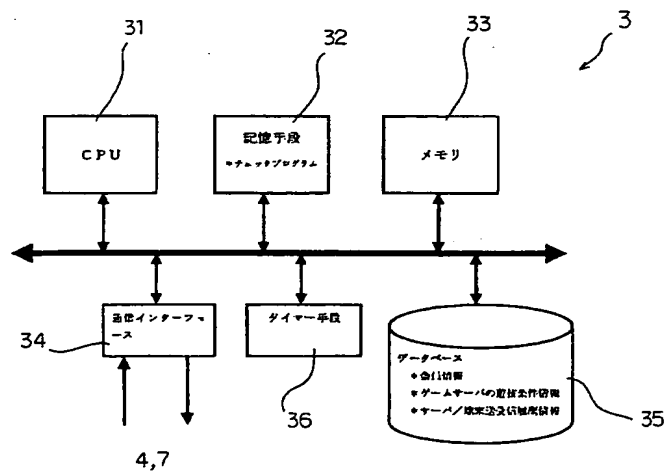 31
32
33
3
CPU
記憶手段
*チェックプログラム
メモリ
通信インターフェ
ース
34
タイマー手段
36
データベース
*会員情報
*ゲームサーバの接続条件情報
*サーバ/端末送受信履歴情報
35
4,7